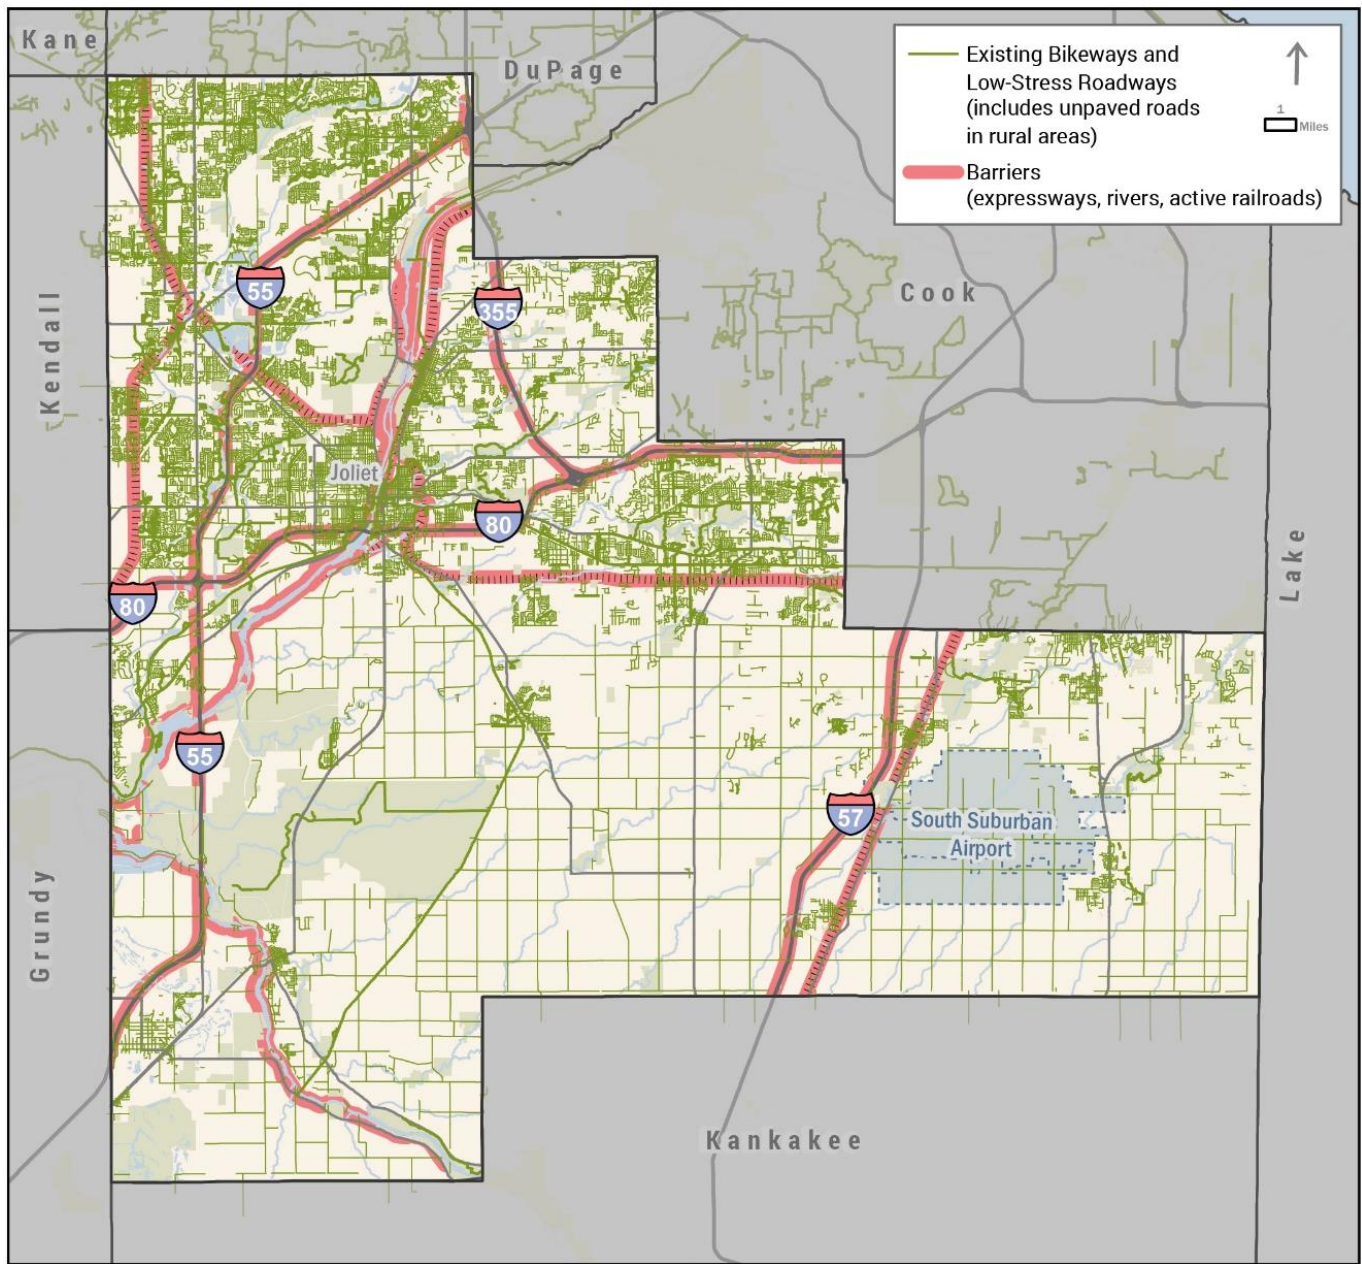 Kane
DuPage
Existing Bikeways and
Low-Stress Roadways
(includes unpaved roads
in rural areas)
1
Miles
Barriers
(expressways, rivers, active railroads)
55
355
Cook
Kendall
Joliet
80
80
Lake
55
57
South Suburban
Airport
Grundy
Kankakee